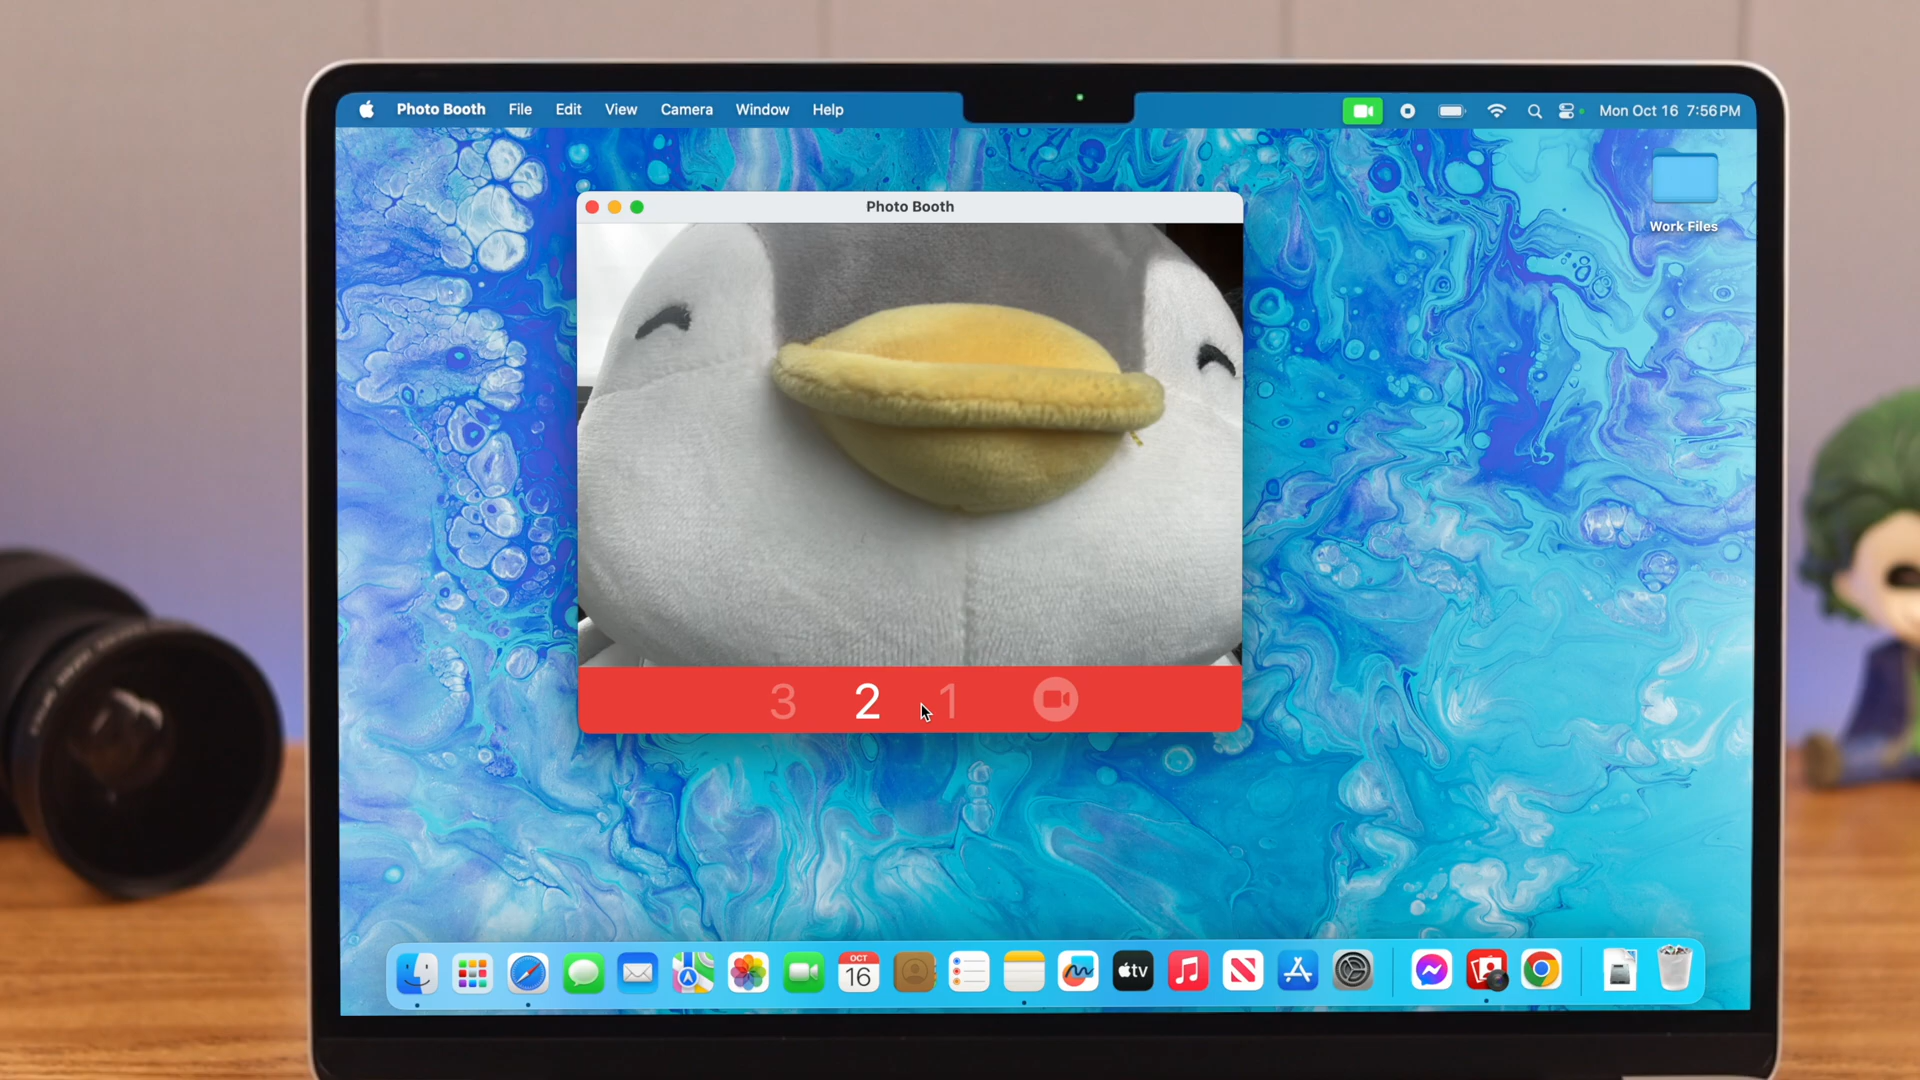 Photo Booth File Edit View Camera Window Help
Mon Oct 16 7:56 PM
Work Files
Photo Booth
3 2 1
OCT
16
tv